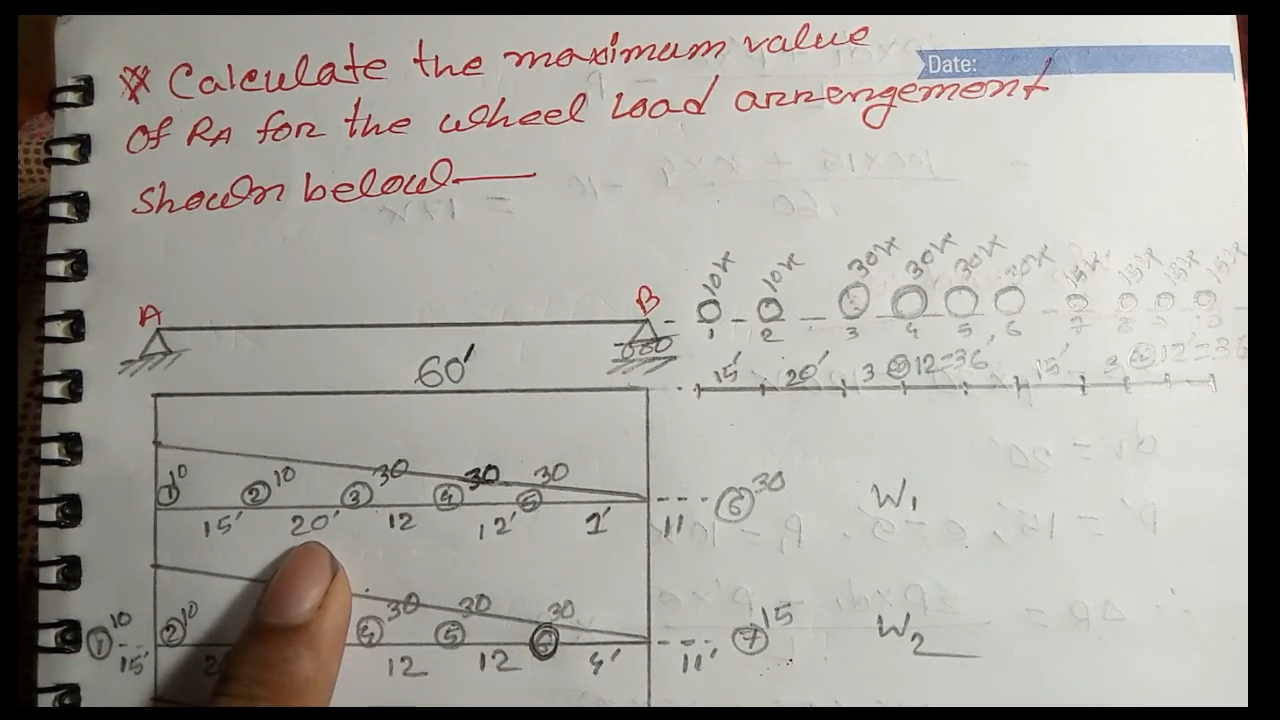 * Calculate the maximum value
Date:
of RA for the wheel load arrengement
shown below—
A
B
10k 10k 30k 30k 30k 30k 15k 15k 15k 15k
1 2 3 4 5 6 7 8 9 10
60'
15' 20' 3@12=36' 15' 3@12'=36
10 10 30 30 30 30
1 2 3 4 5 6 W1
15' 20' 12 12' 1' 11
10 10 30 30 30 15
1 2 4 5 7 W2
15' 12 12 4' 11'